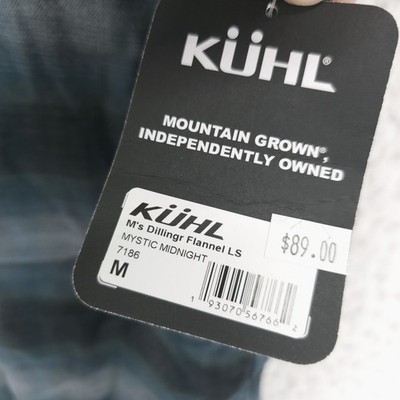 KÜHL®
MOUNTAIN GROWN®,
INDEPENDENTLY OWNED
KÜHL
M's Dillingr Flannel LS
MYSTIC MIDNIGHT
7186
M
$89.00
1 93070 56766 2